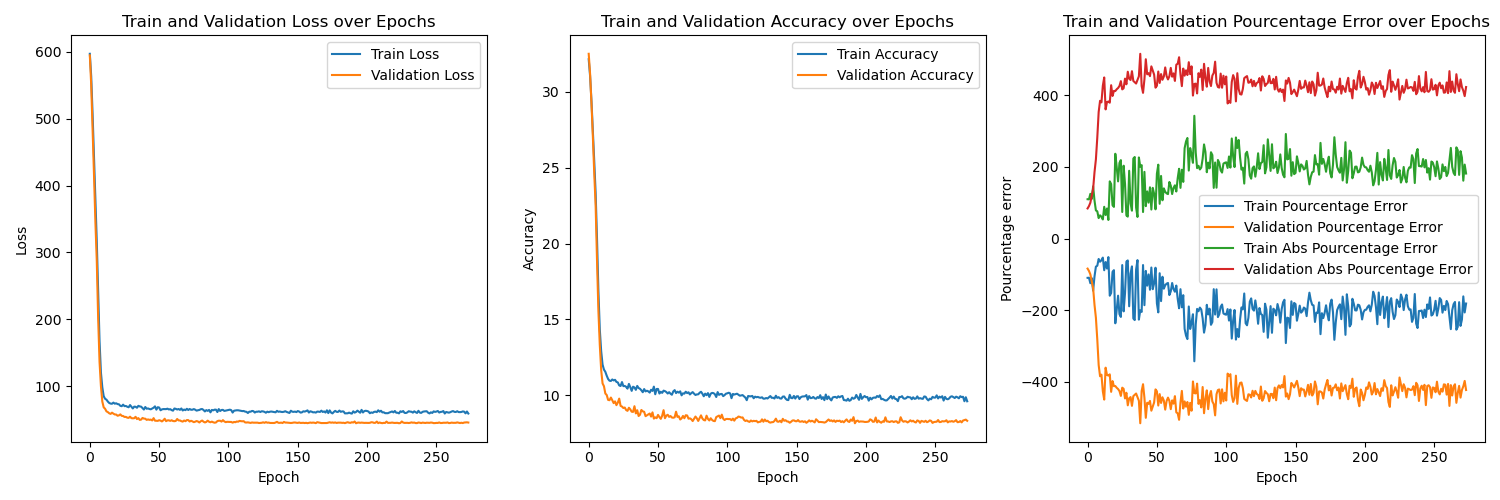 Train and Validation Loss over Epochs
Train Loss
Validation Loss
600
500
400
300
200
100
Loss
0
50
100
150
200
250
Epoch
Train and Validation Accuracy over Epochs
Train Accuracy
Validation Accuracy
30
25
20
15
10
Accuracy
0
50
100
150
200
250
Epoch
Train and Validation Pourcentage Error over Epochs
400
200
0
−200
−400
Pourcentage error
Train Pourcentage Error
Validation Pourcentage Error
Train Abs Pourcentage Error
Validation Abs Pourcentage Error
0
50
100
150
200
250
Epoch